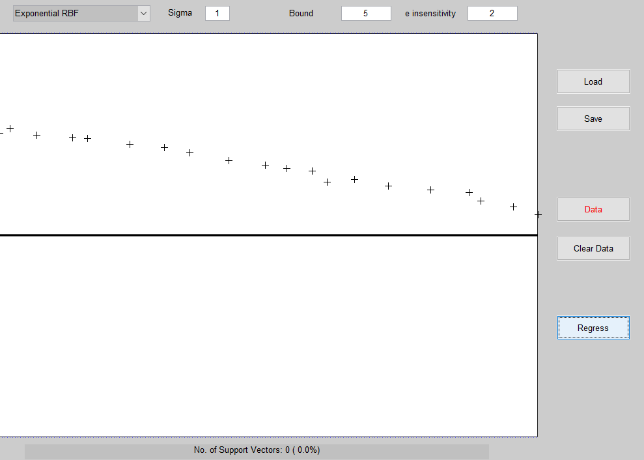 Exponential RBF Sigma 1 Bound 5 e insensitivity 2
Load
Save
Data
Clear Data
Regress
No. of Support Vectors: 0 ( 0.0%)